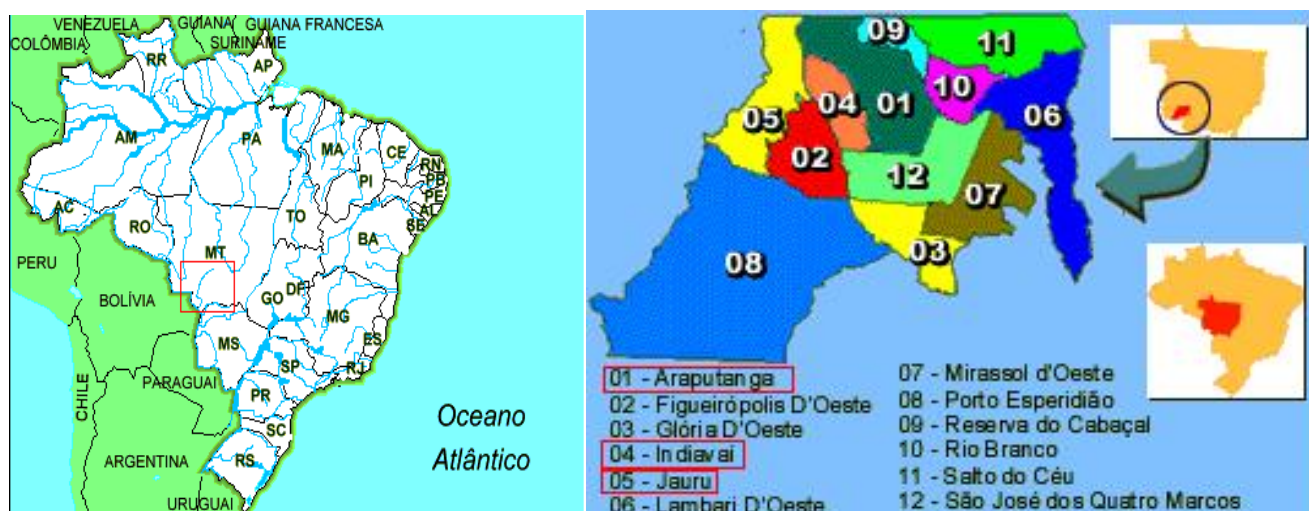 VENEZUELA
GUIANA
GUIANA FRANCESA
COLÔMBIA
SURINAME
RR
AP
AM
PA
MA
CE
RN
PB
PE
AL
SE
PI
AC
RO
TO
BA
MT
PERU
BOLÍVIA
GO
DF
MG
ES
MS
SP
RJ
PARAGUAI
CHILE
PR
SC
Oceano
Atlântico
ARGENTINA
RS
URUGUAI
09
11
10
05
04
01
06
02
12
07
03
08
01 - Araputanga
02 - Figueirópolis D'Oeste
03 - Glória D'Oeste
04 - Indiavaí
05 - Jauru
06 - Lambari D'Oeste
07 - Mirassol d'Oeste
08 - Porto Esperidião
09 - Reserva do Cabaçal
10 - Rio Branco
11 - Salto do Céu
12 - São José dos Quatro Marcos